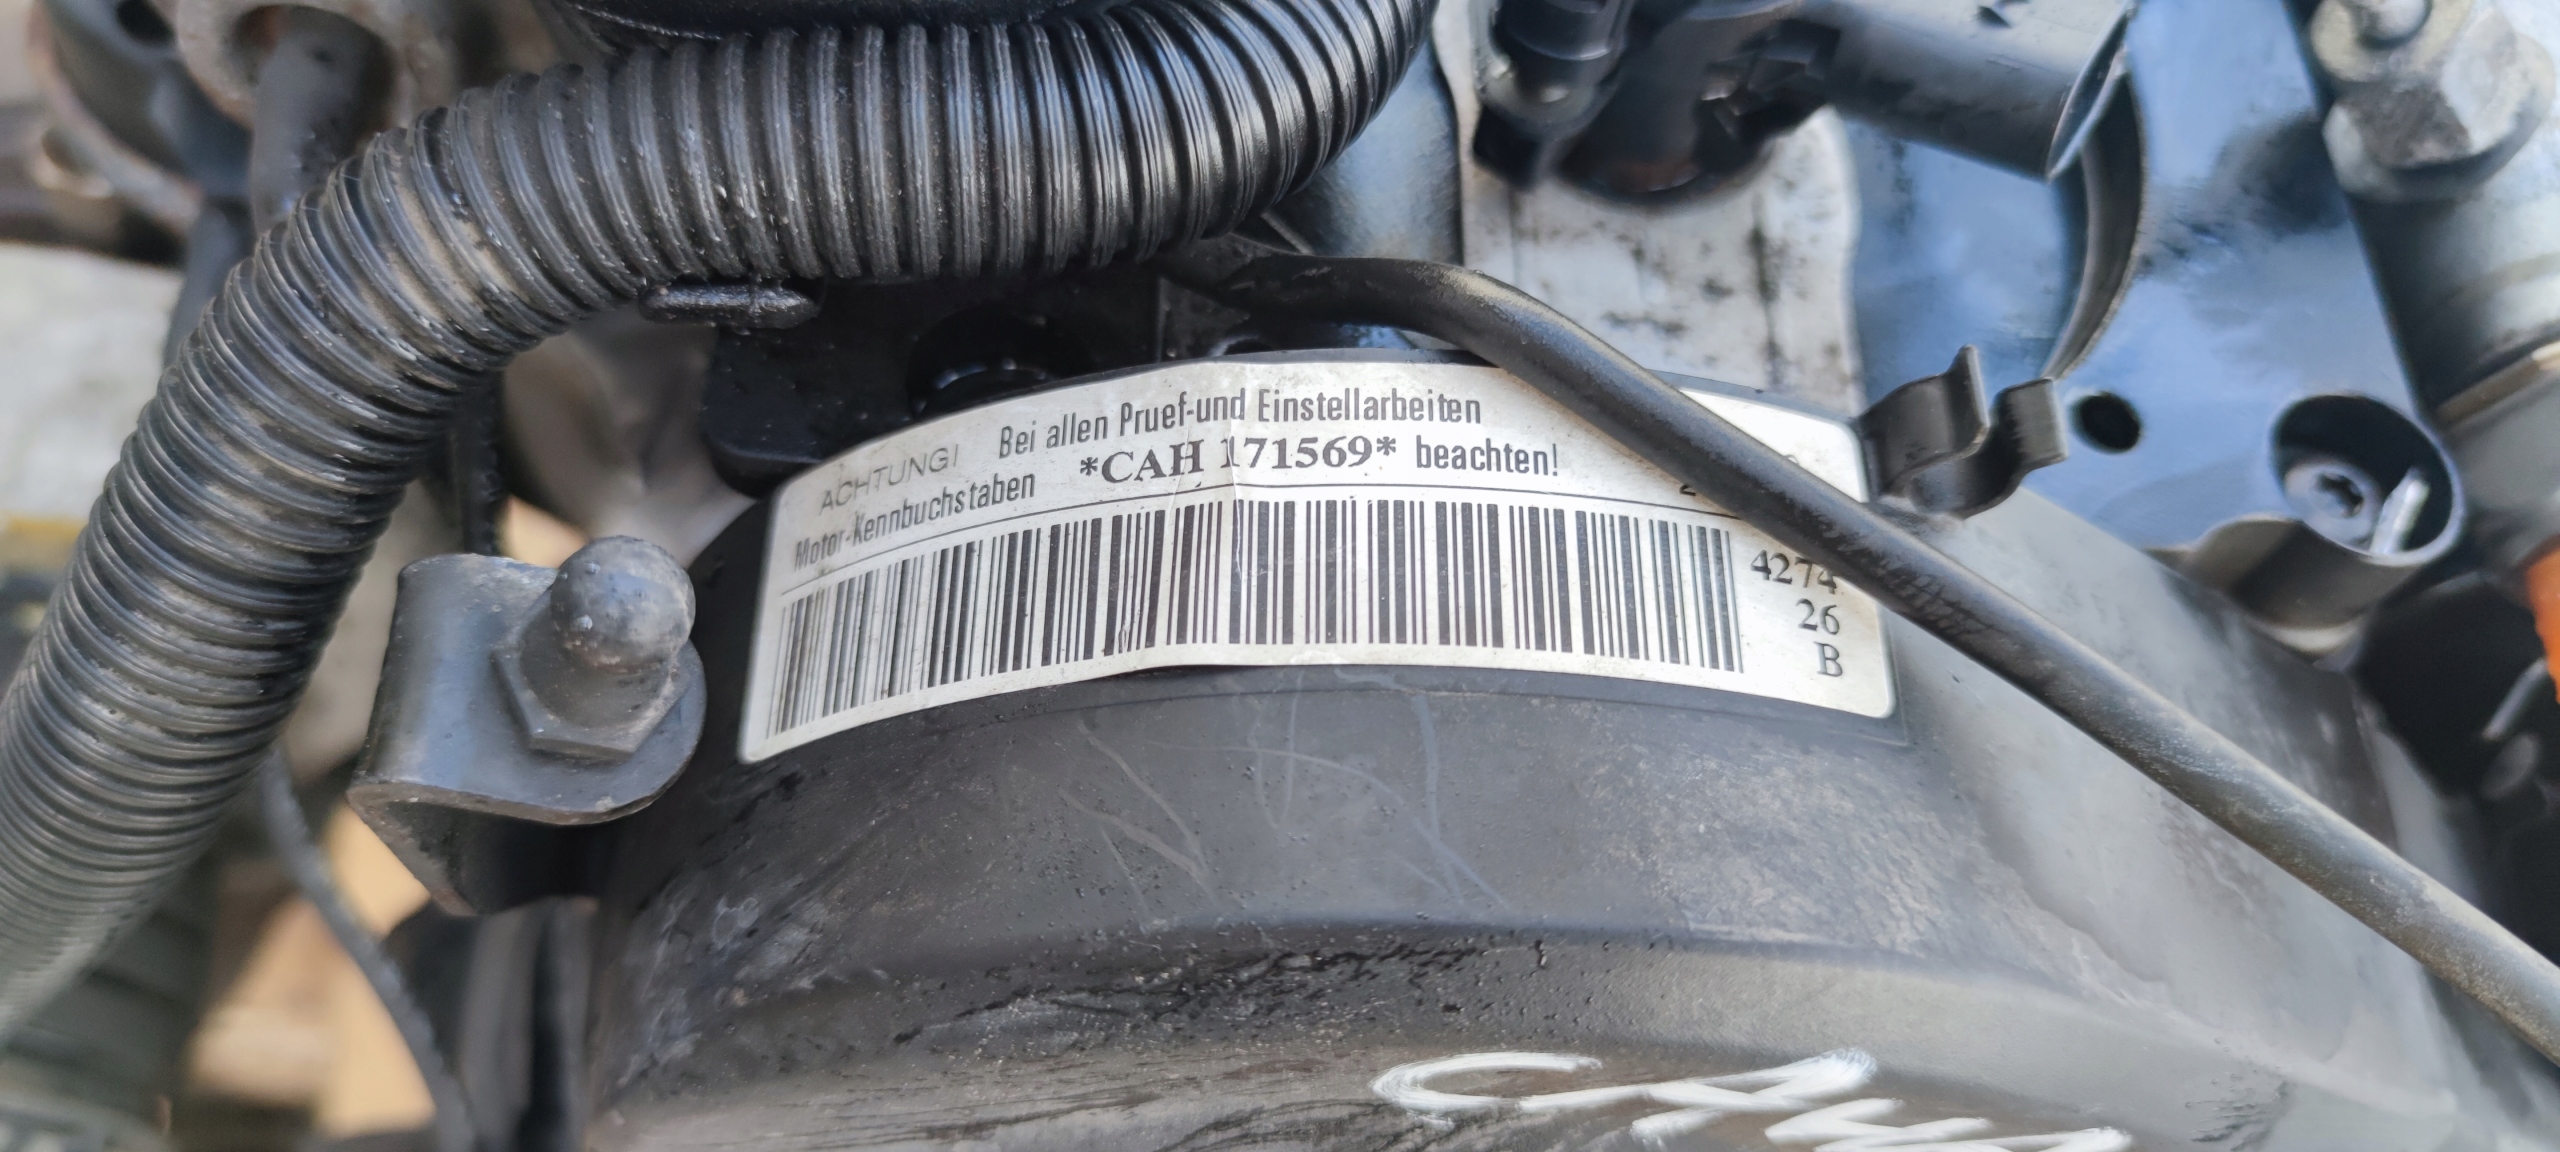 ACHTUNG! Bei allen Pruef-und Einstellarbeiten
Motor-Kennbuchstaben *CAH 171569* beachten!
4274
26
B